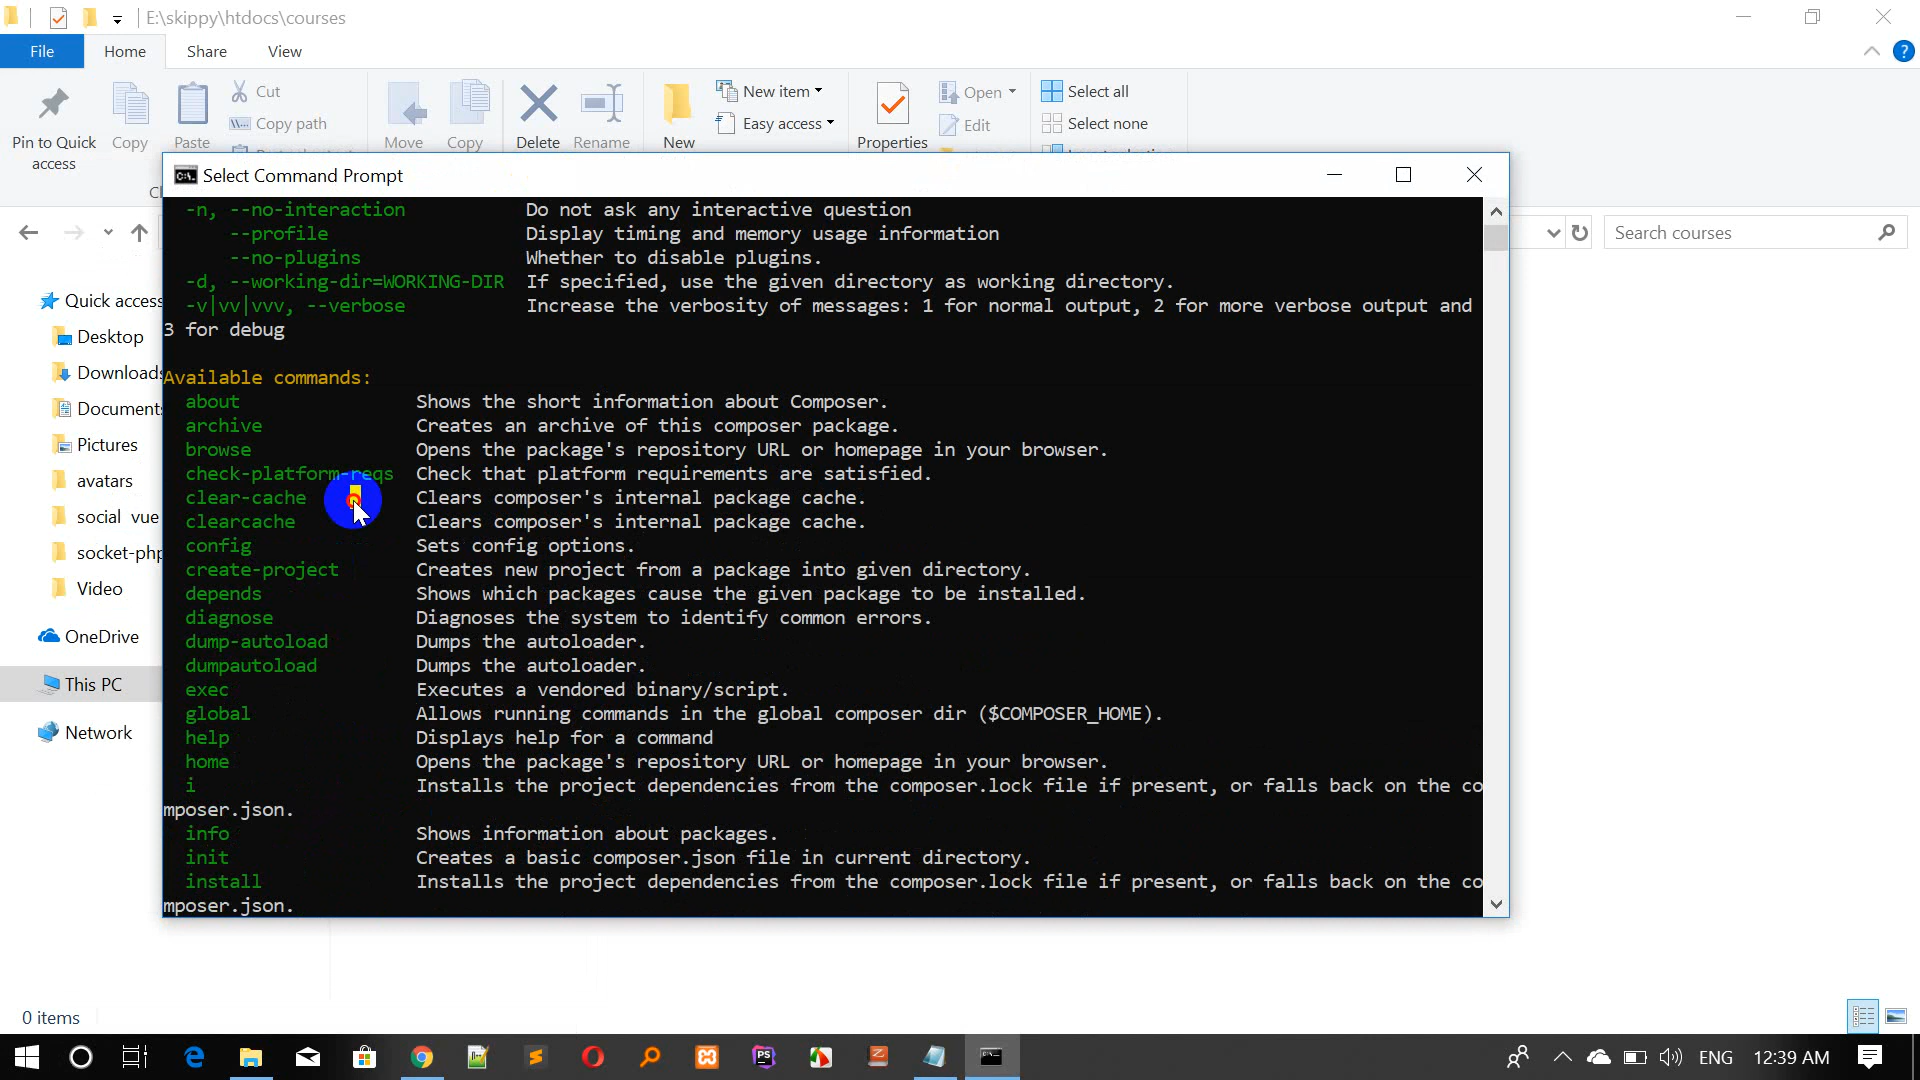 E:\skippy\htdocs\courses
File Home Share View
Pin to Quick access
Copy
Paste
Cut
Copy path
Move
Copy
Delete
Rename
New
New item
Easy access
Properties
Open
Edit
Select all
Select none
Search courses
Quick access
Desktop
Downloads
Document
Pictures
avatars
social vue
socket-php
Video
OneDrive
This PC
Network
Select Command Prompt
-n, --no-interaction Do not ask any interactive question
--profile Display timing and memory usage information
--no-plugins Whether to disable plugins.
-d, --working-dir=WORKING-DIR If specified, use the given directory as working directory.
-v|vv|vvv, --verbose Increase the verbosity of messages: 1 for normal output, 2 for more verbose output and
3 for debug
Available commands:
about Shows the short information about Composer.
archive Creates an archive of this composer package.
browse Opens the package's repository URL or homepage in your browser.
check-platform-reqs Check that platform requirements are satisfied.
clear-cache Clears composer's internal package cache.
clearcache Clears composer's internal package cache.
config Sets config options.
create-project Creates new project from a package into given directory.
depends Shows which packages cause the given package to be installed.
diagnose Diagnoses the system to identify common errors.
dump-autoload Dumps the autoloader.
dumpautoload Dumps the autoloader.
exec Executes a vendored binary/script.
global Allows running commands in the global composer dir ($COMPOSER_HOME).
help Displays help for a command
home Opens the package's repository URL or homepage in your browser.
i Installs the project dependencies from the composer.lock file if present, or falls back on the co
mposer.json.
info Shows information about packages.
init Creates a basic composer.json file in current directory.
install Installs the project dependencies from the composer.lock file if present, or falls back on the co
mposer.json.
0 items
ENG 12:39 AM